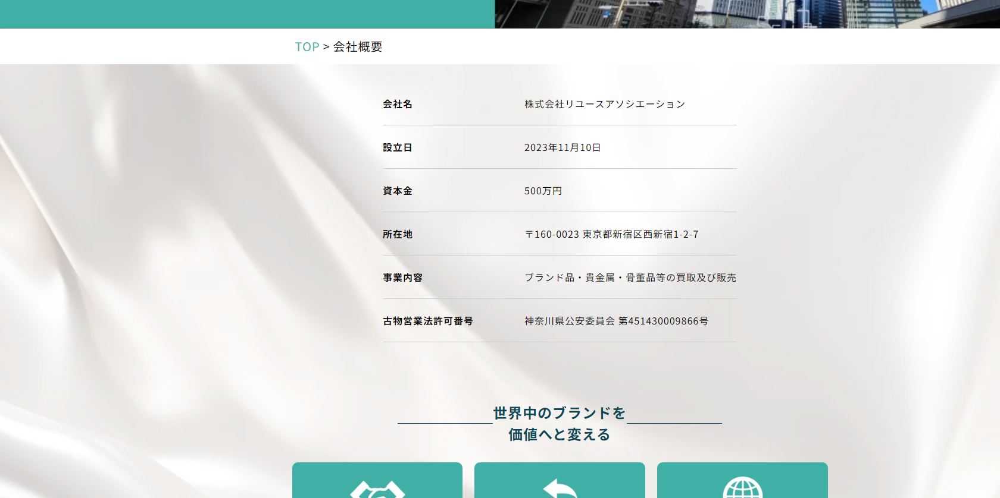 TOP > 会社概要
会社名 株式会社リユースアソシエーション
設立日 2023年11月10日
資本金 500万円
所在地 〒160-0023 東京都新宿区西新宿1-2-7
事業内容 ブランド品・貴金属・骨董品等の買取及び販売
古物営業法許可番号 神奈川県公安委員会 第451430009866号
世界中のブランドを
価値へと変える